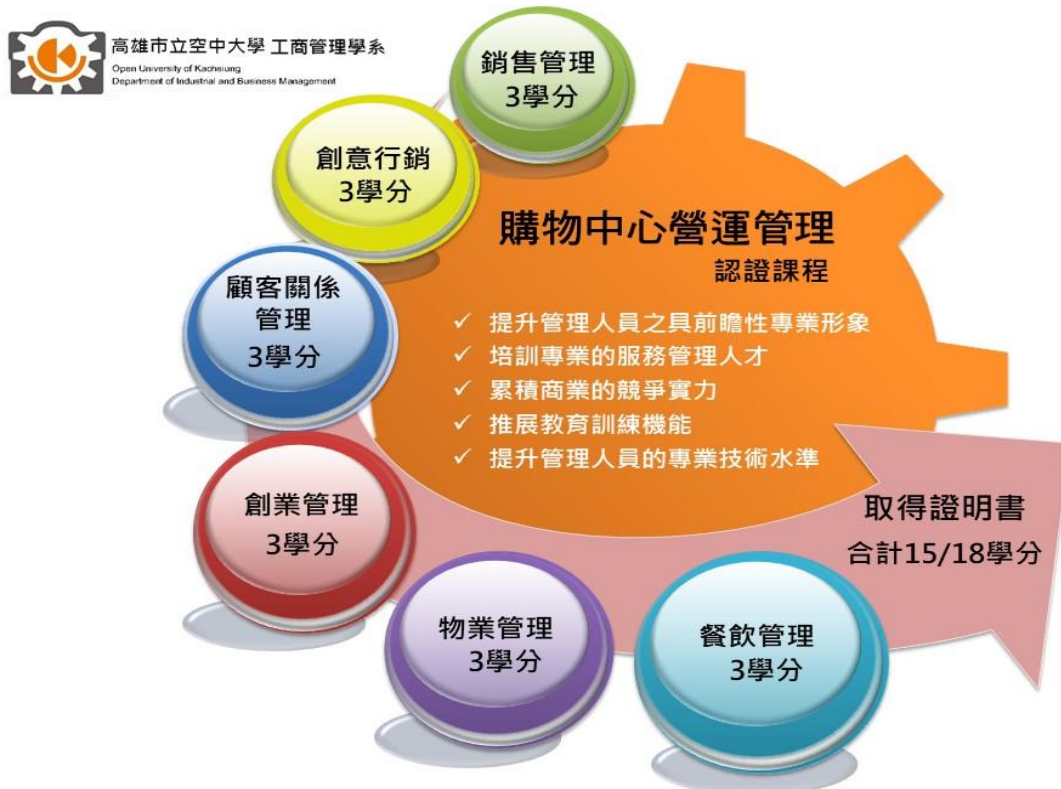 高雄市立空中大學 工商管理學系
Open University of Kaohsiung
Department of Industrial and Business Management
銷售管理
3學分
創意行銷
3學分
顧客關係
管理
3學分
創業管理
3學分
物業管理
3學分
餐飲管理
3學分
購物中心營運管理
認證課程
✓ 提升管理人員之具前瞻性專業形象
✓ 培訓專業的服務管理人才
✓ 累積商業的競爭實力
✓ 推展教育訓練機能
✓ 提升管理人員的專業技術水準
取得證明書
合計15/18學分